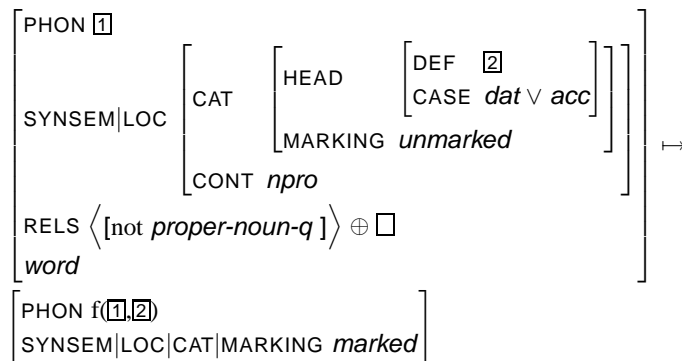 PHON 1
SYNSEM|LOC CAT HEAD DEF 2
CASE dat ∨ acc
MARKING unmarked
CONT npro
RELS ⟨[not proper-noun-q ]⟩ ⊕ □
word
↦
PHON f(1,2)
SYNSEM|LOC|CAT|MARKING marked